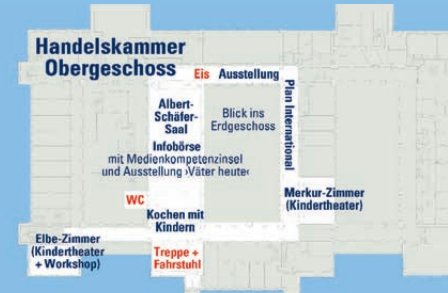 Handelskammer
Obergeschoss
Eis Ausstellung
Plan International
Albert-
Schäfer-
Saal
Blick ins
Erdgeschoss
Infobörse
mit Medienkompetenzinsel
und Ausstellung ›Väter heute‹
WC
Merkur-Zimmer
(Kindertheater)
Kochen mit
Kindern
Elbe-Zimmer
(Kindertheater
+ Workshop)
Treppe +
Fahrstuhl